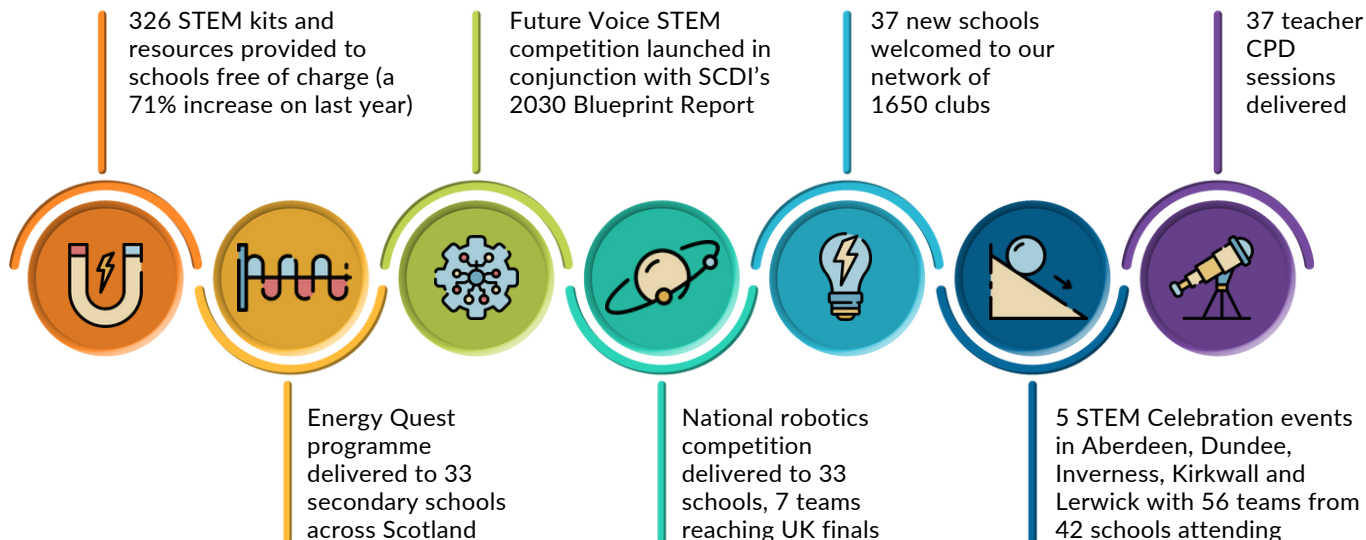 326 STEM kits and
resources provided to
schools free of charge (a
71% increase on last year)
Energy Quest
programme
delivered to 33
secondary schools
across Scotland
Future Voice STEM
competition launched in
conjunction with SCDI’s
2030 Blueprint Report
National robotics
competition
delivered to 33
schools, 7 teams
reaching UK finals
37 new schools
welcomed to our
network of
1650 clubs
5 STEM Celebration events
in Aberdeen, Dundee,
Inverness, Kirkwall and
Lerwick with 56 teams from
42 schools attending
37 teacher
CPD
sessions
delivered